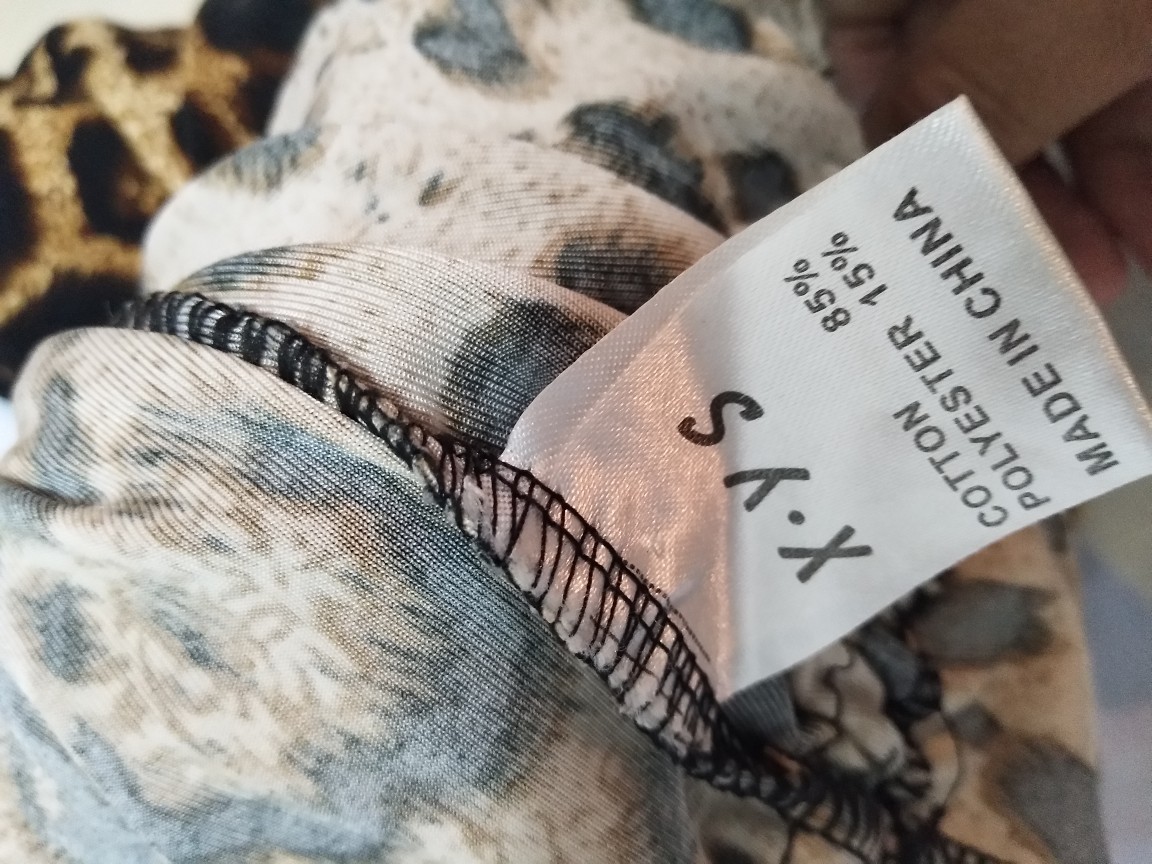 X·Y S
COTTON 85%
POLYESTER 15%
MADE IN CHINA